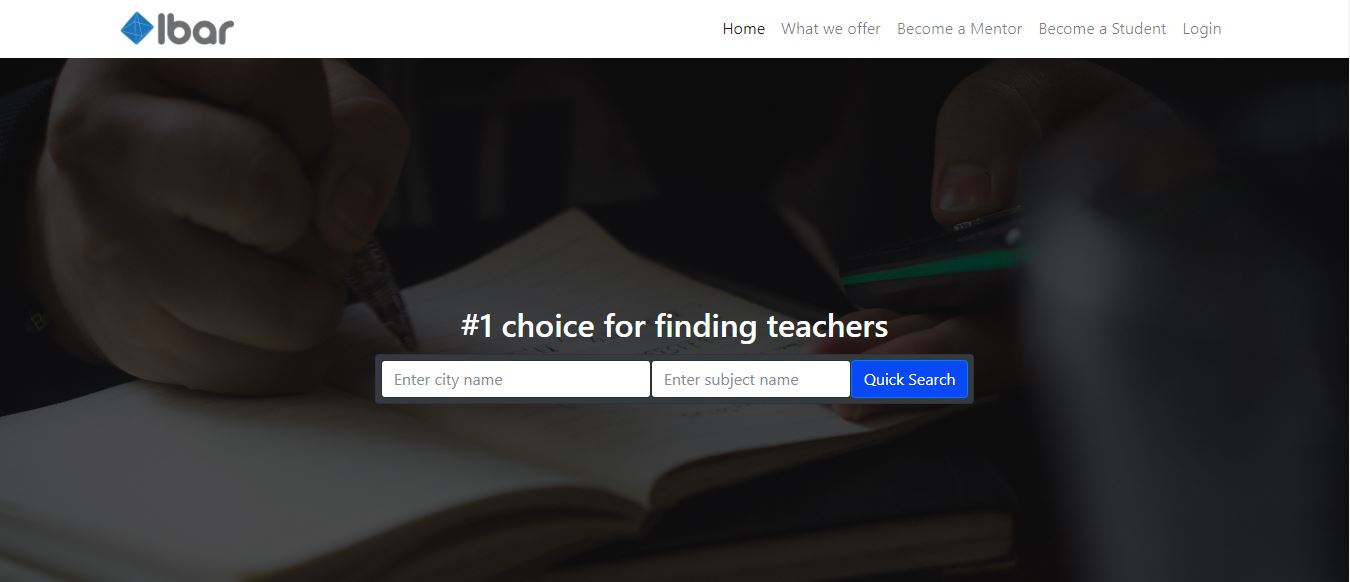 lbar
Home What we offer Become a Mentor Become a Student Login
#1 choice for finding teachers
Enter city name Enter subject name Quick Search